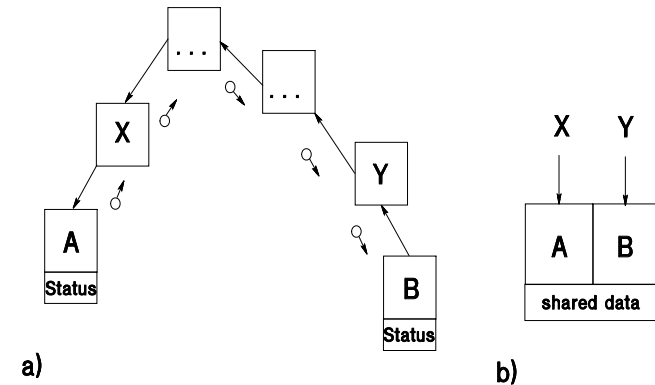 ...
...
X
X Y
Y
A
Status
A B
B
shared data
Status
a)
b)